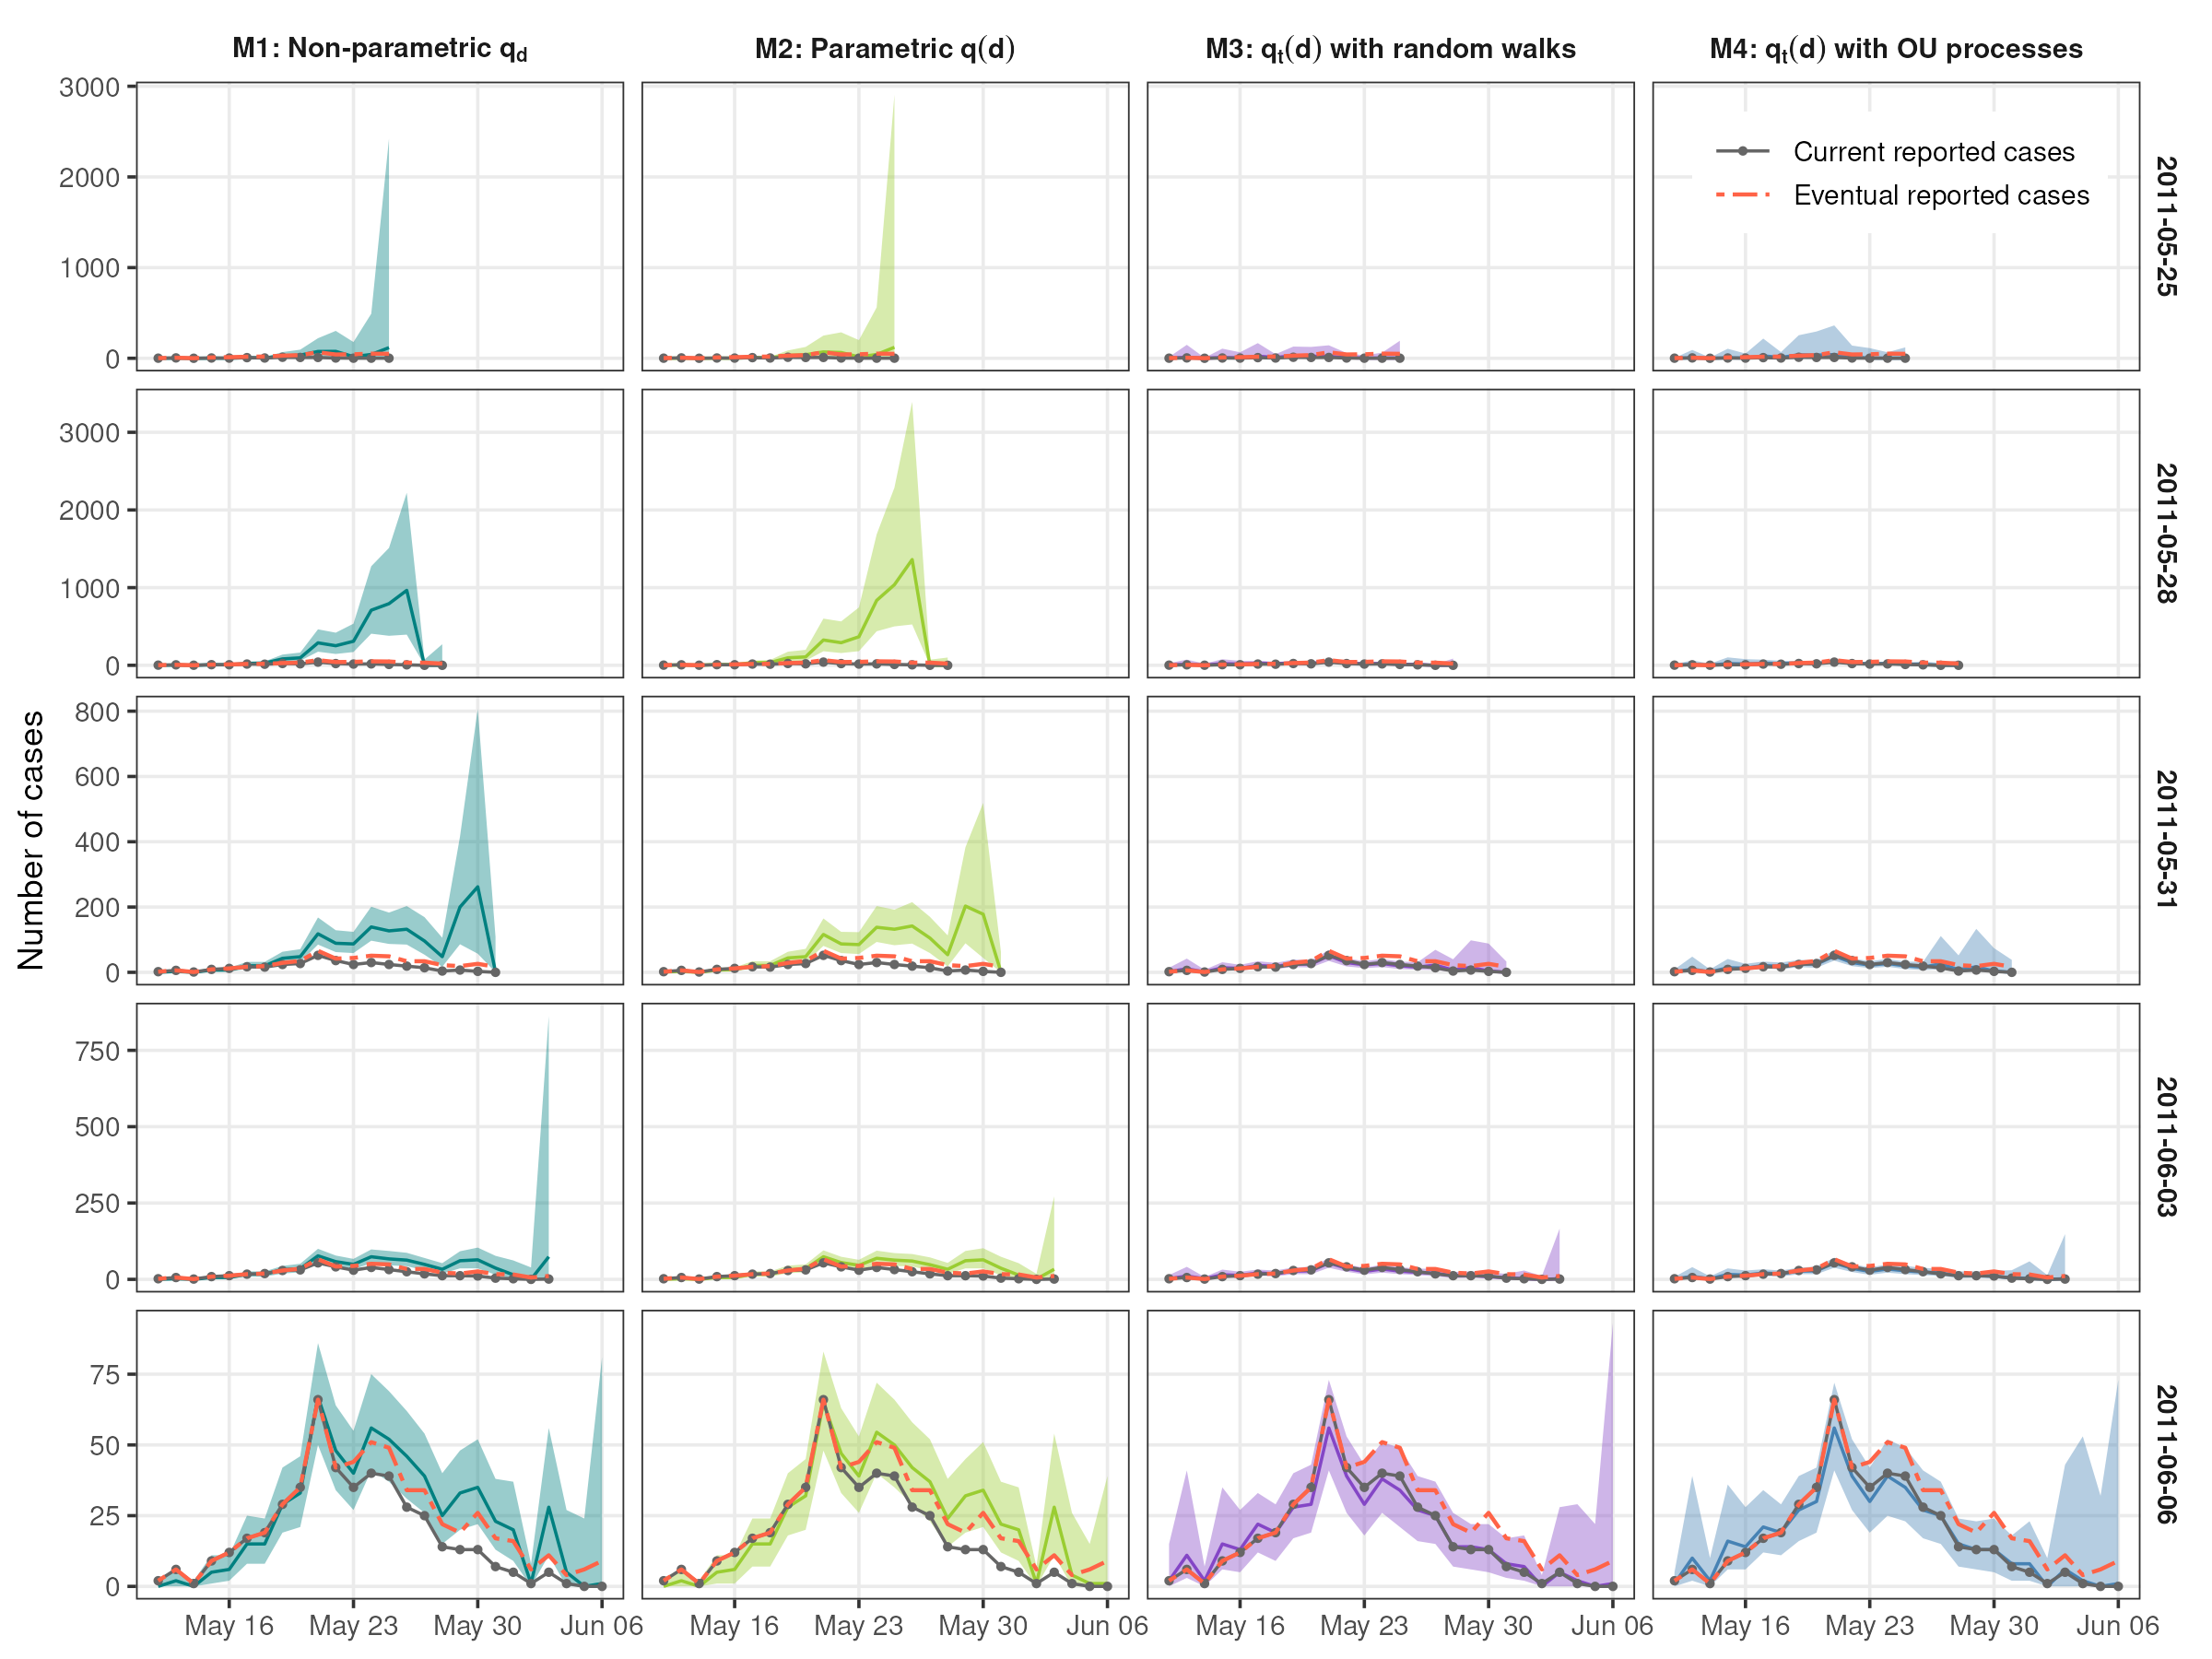 M1: Non-parametric qd
M2: Parametric q(d)
M3: qt(d) with random walks
M4: qt(d) with OU processes
3000
2000
1000
0
Current reported cases
Eventual reported cases
2011-05-25
3000
2000
1000
0
2011-05-28
Number of cases
800
600
400
200
0
2011-05-31
750
500
250
0
2011-06-03
75
50
25
0
2011-06-06
May 16 May 23 May 30 Jun 06
May 16 May 23 May 30 Jun 06
May 16 May 23 May 30 Jun 06
May 16 May 23 May 30 Jun 06